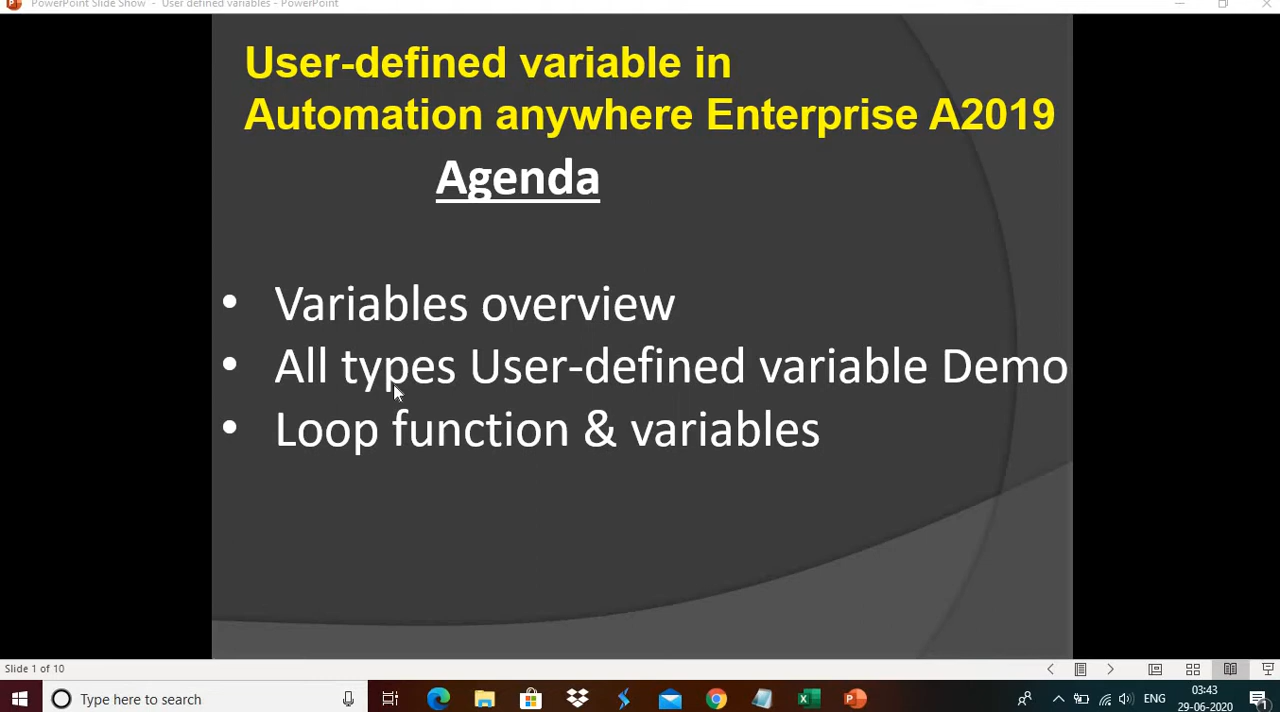 PowerPoint Slide Show - User defined variables - PowerPoint
User-defined variable in
Automation anywhere Enterprise A2019
Agenda
• Variables overview
• All types User-defined variable Demo
• Loop function & variables
Slide 1 of 10
Type here to search
ENG
03:43
29-06-2020
1